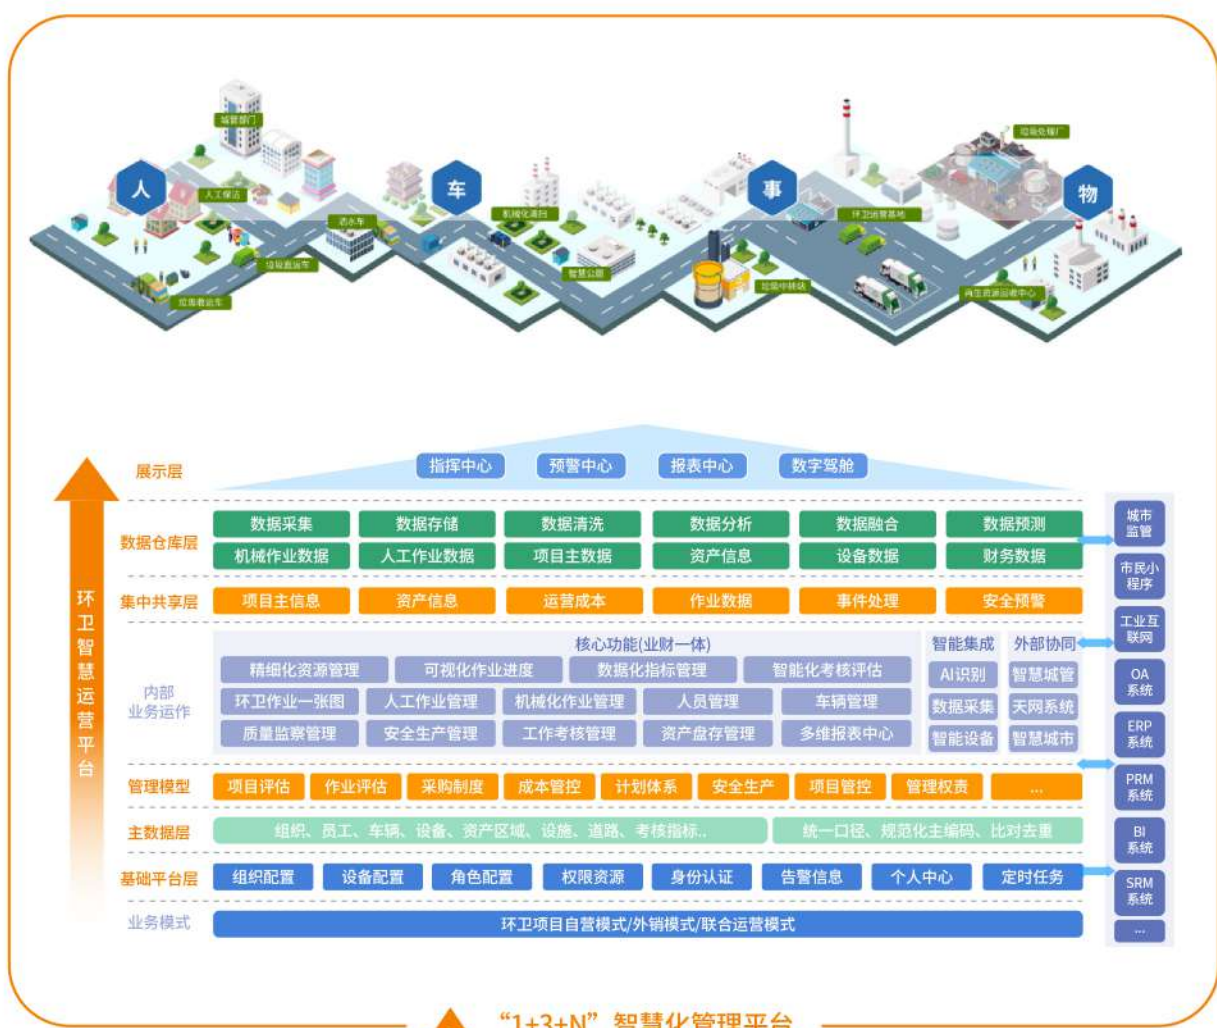 城管部门
垃圾处理厂
人
车
事
物
人工保洁
洒水车
机械化清扫
环卫运营基地
垃圾直运车
智慧公厕
垃圾中转站
再生资源回收中心
垃圾收运车
展示层
指挥中心 预警中心 报表中心 数字驾舱
数据仓库层
数据采集 数据存储 数据清洗 数据分析 数据融合 数据预测
机械作业数据 人工作业数据 项目主数据 资产信息 设备数据 财务数据
集中共享层
项目主信息 资产信息 运营成本 作业数据 事件处理 安全预警
内部
业务运作
核心功能(业财一体)
精细化资源管理 可视化作业进度 数据化指标管理 智能化考核评估
环卫作业一张图 人工作业管理 机械化作业管理 人员管理 车辆管理
质量监察管理 安全生产管理 工作考核管理 资产盘存管理 多维报表中心
智能集成
AI识别
数据采集
智能设备
外部协同
智慧城管
天网系统
智慧城市
管理模型
项目评估 作业评估 采购制度 成本管控 计划体系 安全生产 项目管控 管理权责 ...
主数据层
组织、员工、车辆、设备、资产区域、设施、道路、考核指标..
统一口径、规范化主编码、比对去重
基础平台层
组织配置 设备配置 角色配置 权限资源 身份认证 告警信息 个人中心 定时任务
业务模式
环卫项目自营模式/外销模式/联合运营模式
环卫智慧运营平台
城市
监管
市民小
程序
工业互
联网
OA
系统
ERP
系统
PRM
系统
BI
系统
SRM
系统
...
“1+3+N”智慧化管理平台